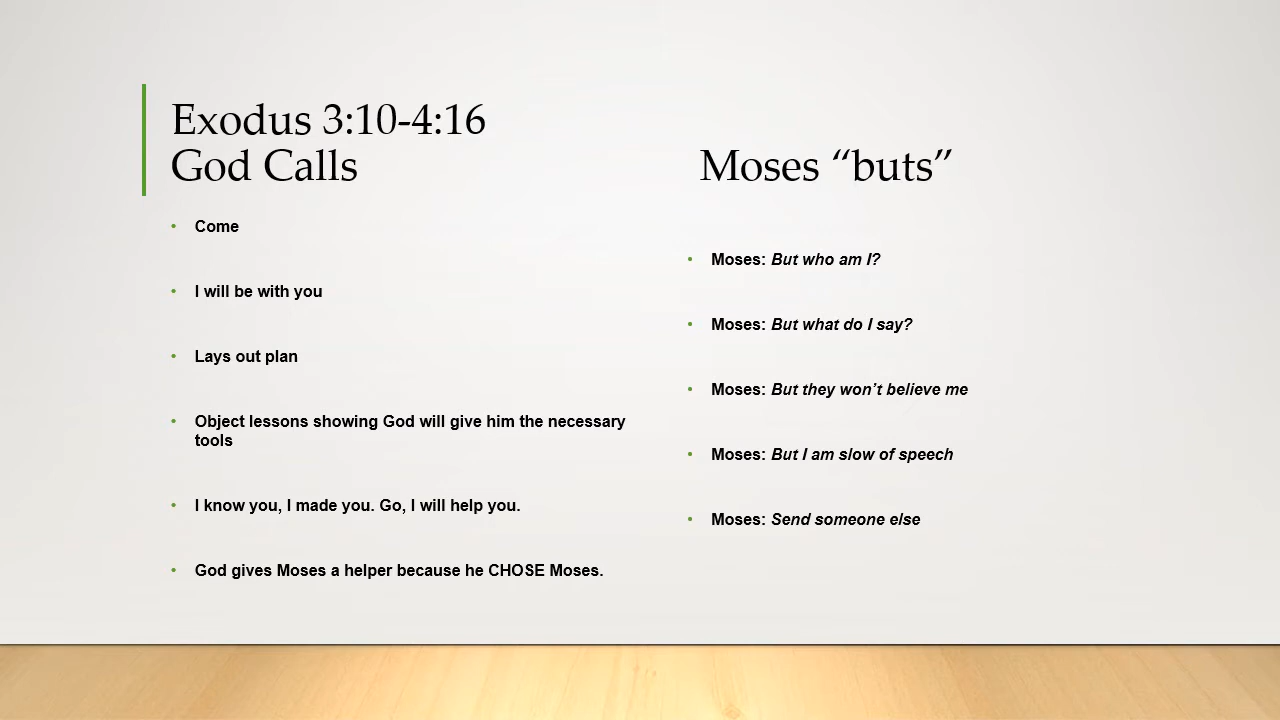 Exodus 3:10-4:16
God Calls
• Come
• I will be with you
• Lays out plan
• Object lessons showing God will give him the necessary
tools
• I know you, I made you. Go, I will help you.
• God gives Moses a helper because he CHOSE Moses.
Moses “buts”
• Moses: But who am I?
• Moses: But what do I say?
• Moses: But they won’t believe me
• Moses: But I am slow of speech
• Moses: Send someone else